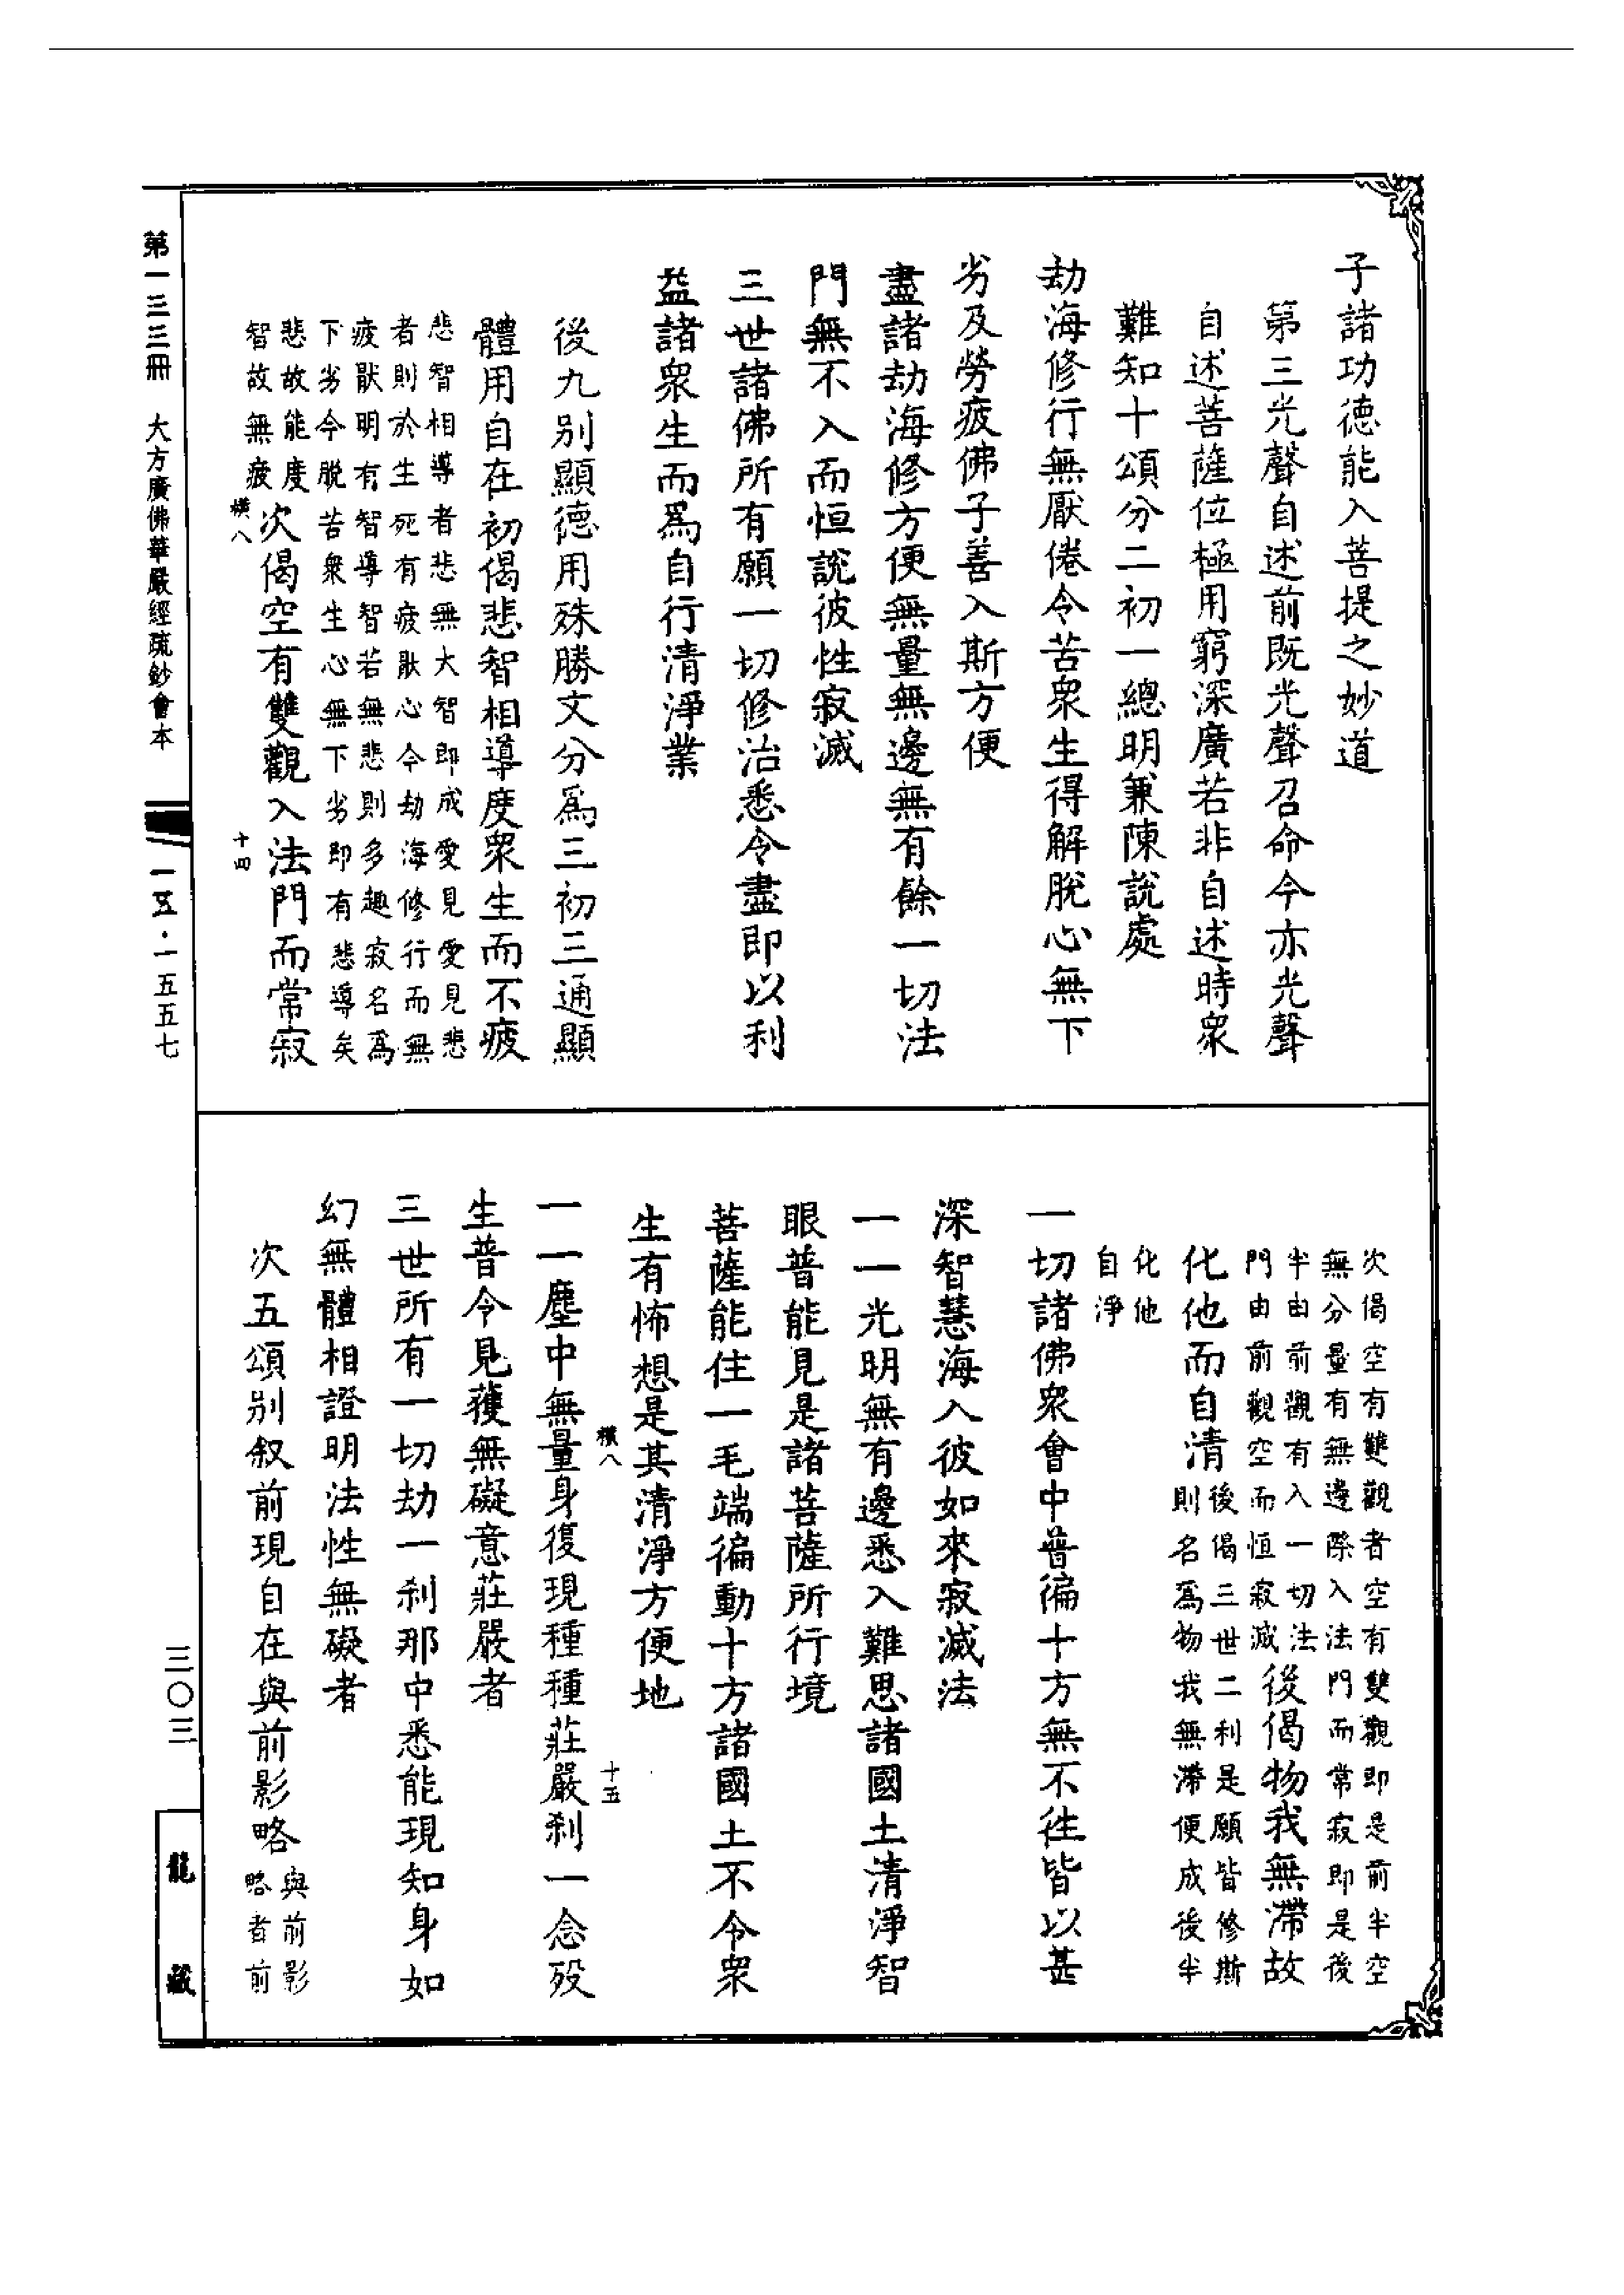 子諸功德能入菩提之妙道
第三光聲自述前既光聲召命今亦光聲
自述菩薩位極用窮深廣若非自述時衆
難知十頌分二初一總明兼陳說處
劫海修行無厭倦令苦衆生得解脫心無下
劣及勞疲佛子善入斯方便
盡諸劫海修方便無量無邊無有餘一切法
門無不入而恒說彼性寂滅
三世諸佛所有願一切修治悉令盡即以利
益諸衆生而爲自行清淨業
後九別顯德用殊勝文分爲三初三通顯
體用自在初偈悲智相導度衆生而不疲
悲智相導者悲無大智即成愛見愛見悲
者則於生死有疲猒心今劫海修行而無
疲猒明有智導智若無悲則多趣寂名爲
下劣今脫苦衆生心無下劣即有悲導矣
悲故能度
智故無疲
次偈空有雙觀入法門而常寂
橫八
十四
次偈空有雙觀者空有雙觀即是前半空
無分量有無邊際入法門而常寂即是後
半由前觀有入一切法
門由前觀空而恒寂滅
後偈物我無滯故
化他而自清
後偈三世二利是願皆修斯
則名爲物我無滯便成後半
化他
自淨
一切諸佛衆會中普徧十方無不往皆以甚
深智慧海入彼如來寂滅法
一一光明無有邊悉入難思諸國土清淨智
眼普能見是諸菩薩所行境
菩薩能住一毛端徧動十方諸國土不令衆
生有怖想是其清淨方便地
橫八
十五
一一塵中無量身復現種種莊嚴刹一念歿
生普令見獲無礙意莊嚴者
三世所有一切劫一刹那中悉能現知身如
幻無體相證明法性無礙者
次五頌別叙前現自在與前影略
與前影
略者前
第一三三冊　大方廣佛華嚴經疏鈔會本
一五·一五五七
三〇三
龍藏